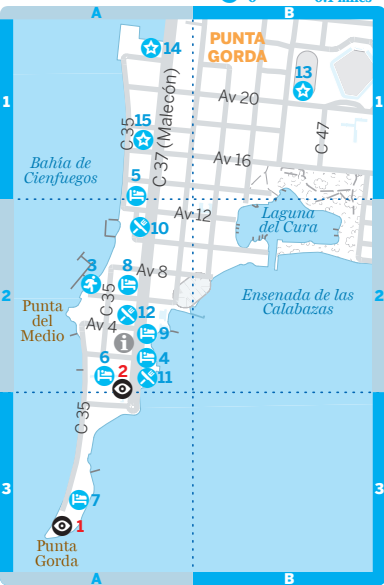 A
B
PUNTA
GORDA
14
13
1
1
Av 20
15
C 35
C 37 (Malecón)
C 47
Av 16
Bahía de
Cienfuegos
5
Av 12
10
Laguna
del Cura
3
8
Av 8
C 35
2
2
Ensenada de las
Calabazas
Punta
del
Medio
12
Av 4
9
4
6
2
11
C 35
3
3
7
1
Punta
Gorda
A
B